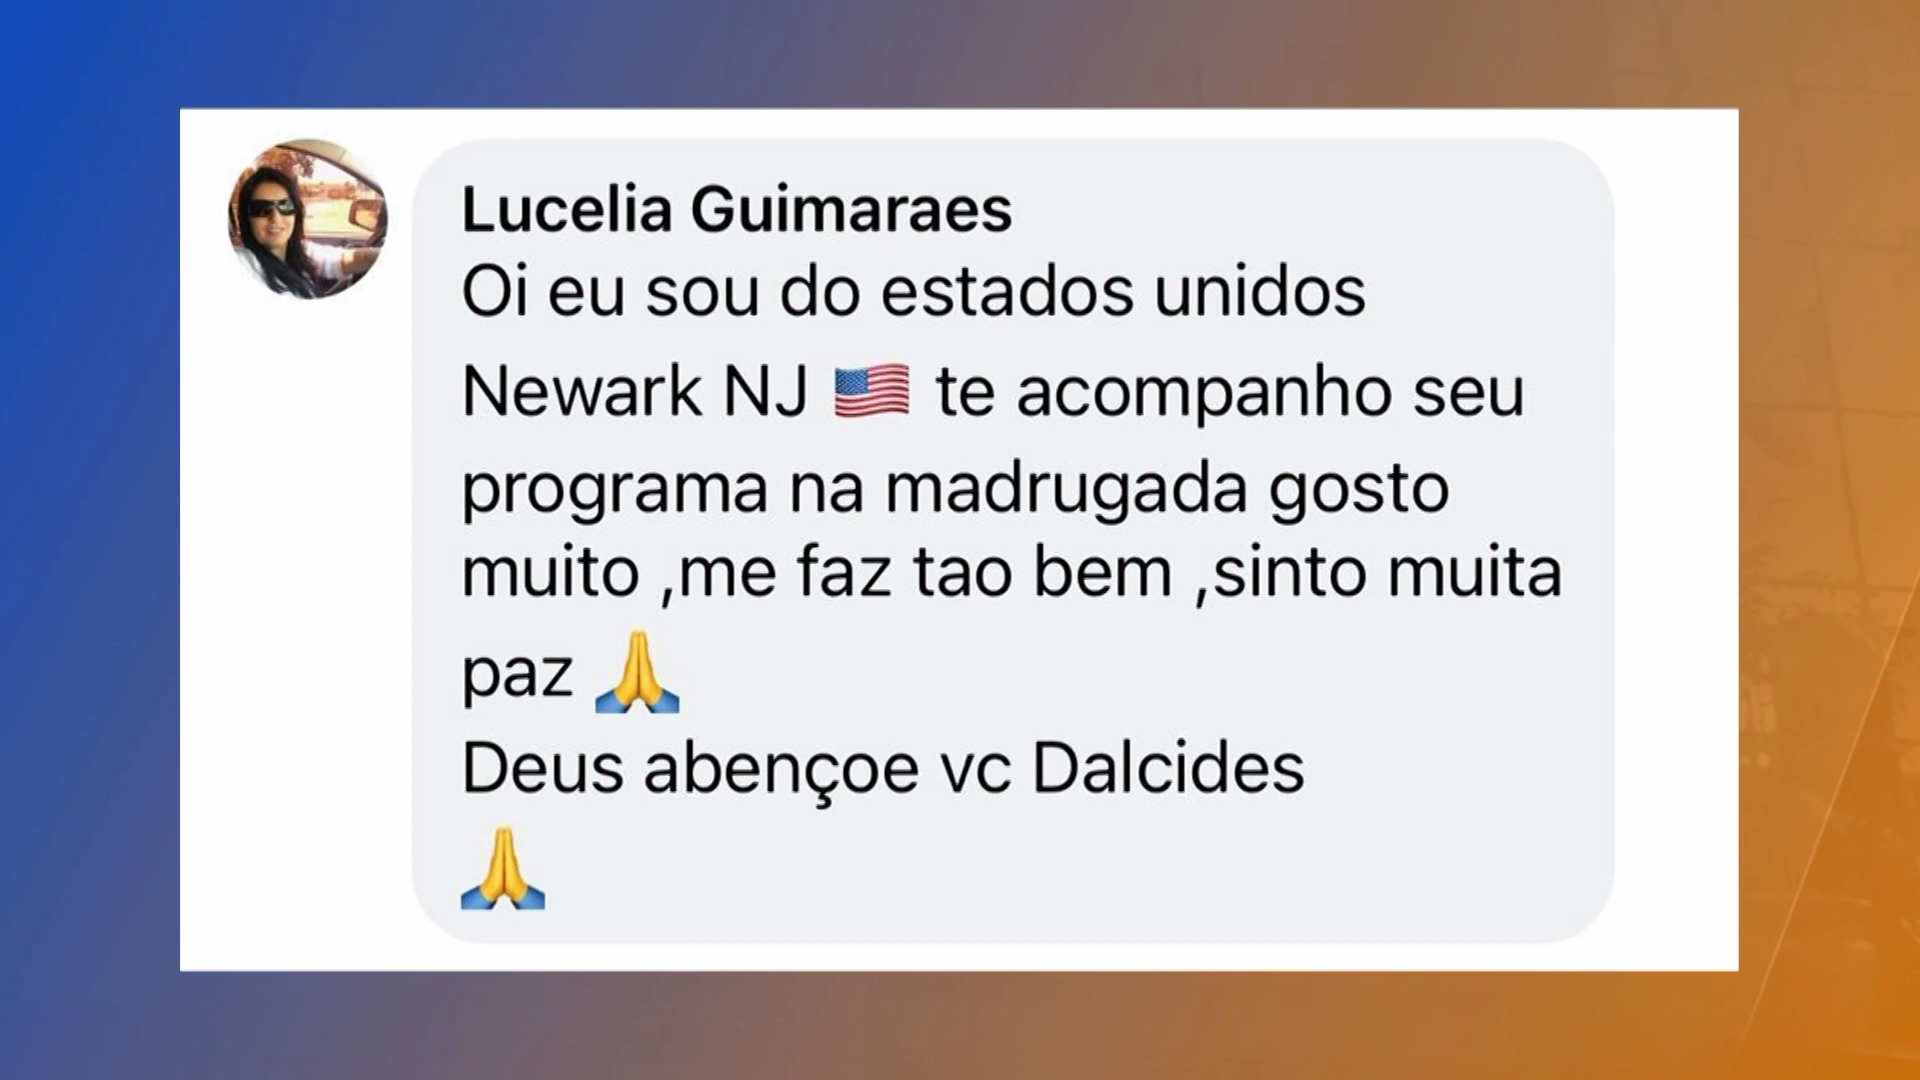 Lucelia Guimaraes
Oi eu sou do estados unidos
Newark NJ 🇺🇸 te acompanho seu
programa na madrugada gosto
muito ,me faz tao bem ,sinto muita
paz 🙏
Deus abençoe vc Dalcides
🙏